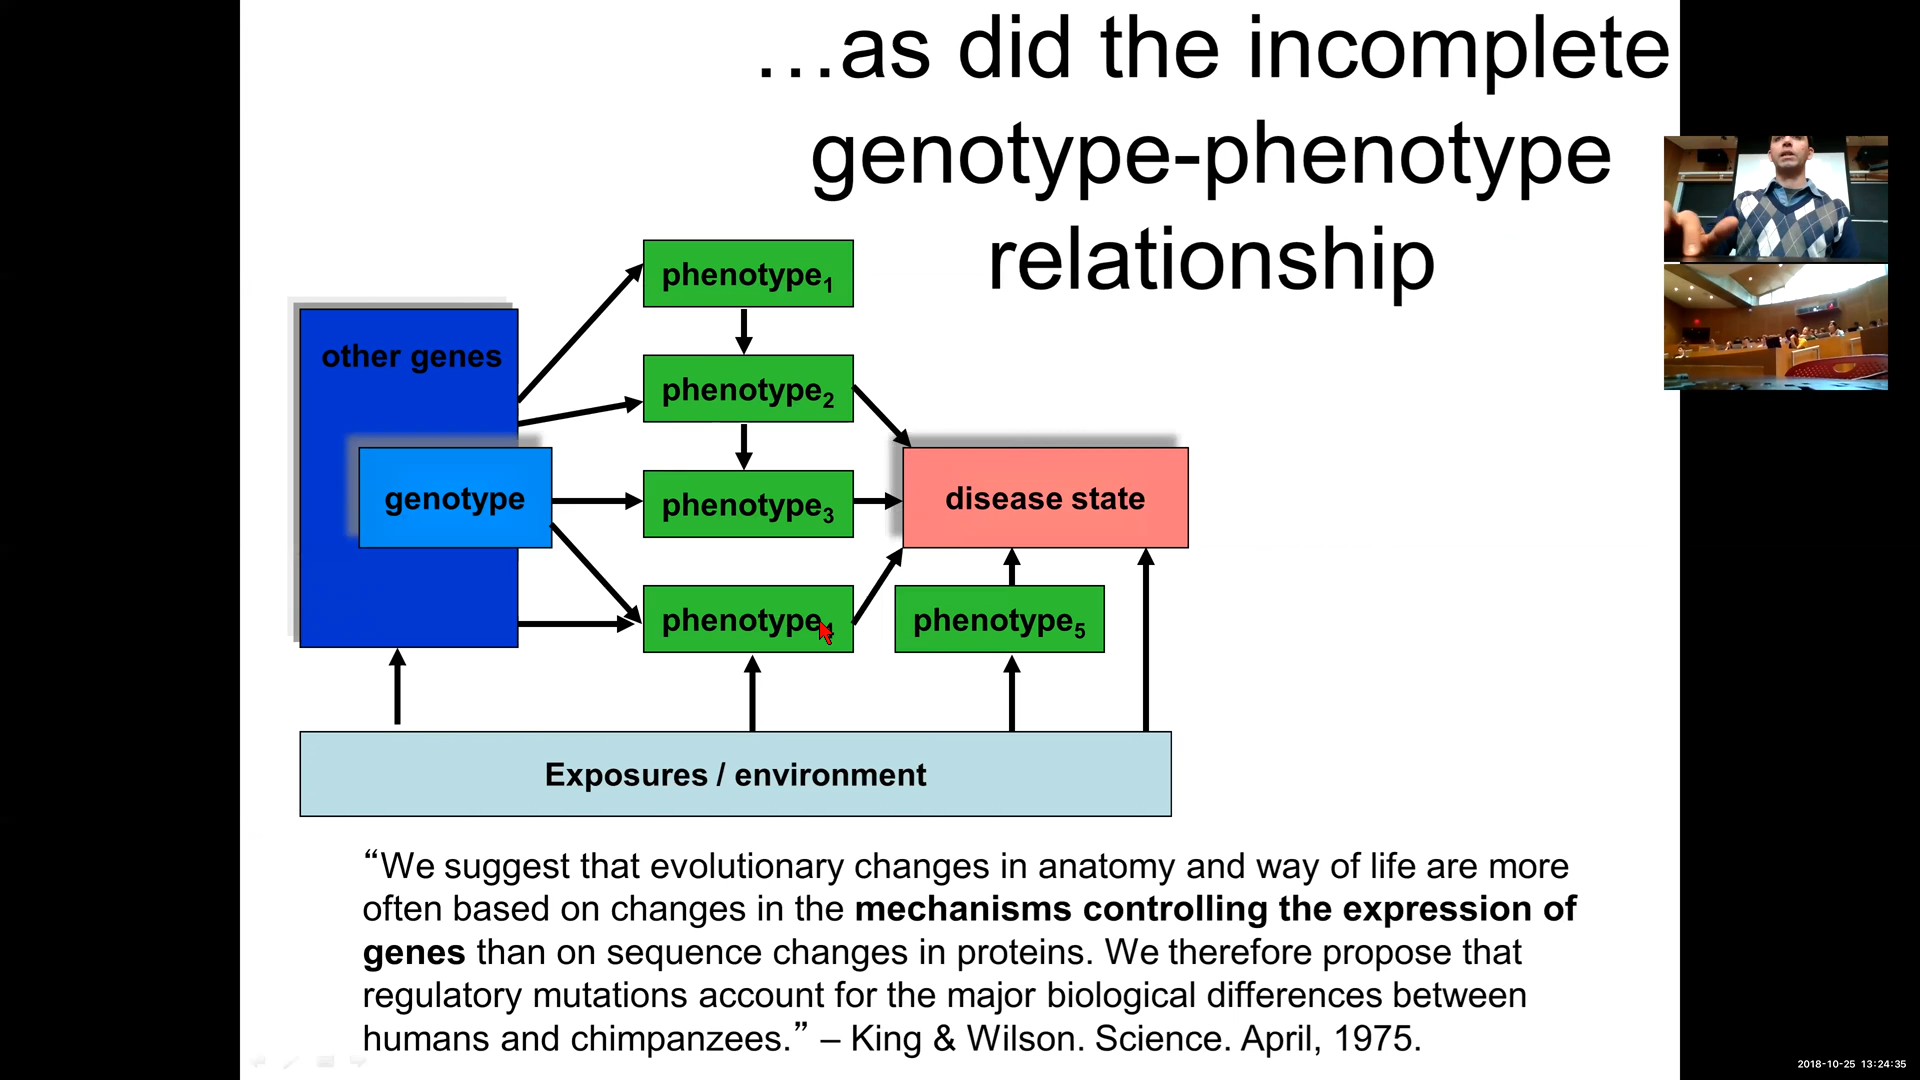 …as did the incomplete
genotype-phenotype
relationship
phenotype1
other genes
phenotype2
genotype
phenotype3
disease state
phenotype4
phenotype5
Exposures / environment
“We suggest that evolutionary changes in anatomy and way of life are more
often based on changes in the mechanisms controlling the expression of
genes than on sequence changes in proteins. We therefore propose that
regulatory mutations account for the major biological differences between
humans and chimpanzees.” – King & Wilson. Science. April, 1975.
2018-10-25 13:24:35